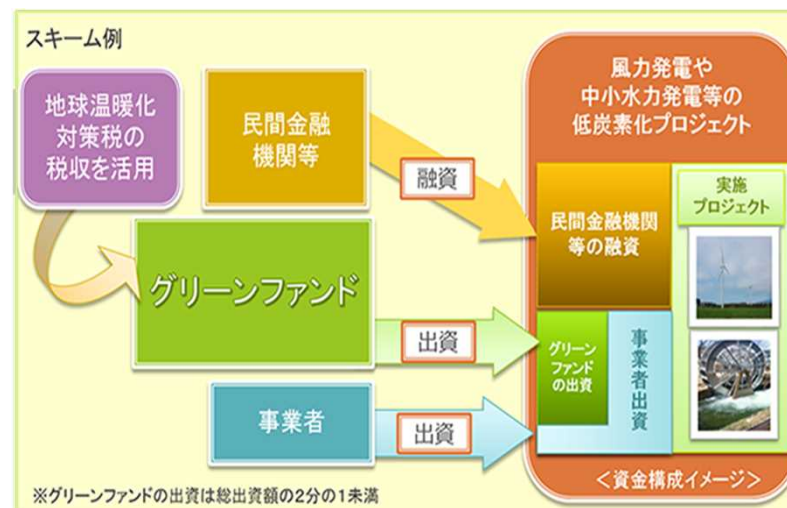 スキーム例
地球温暖化
対策税の
税収を活用
民間金融
機関等
融資
グリーンファンド
出資
事業者
出資
※グリーンファンドの出資は総出資額の2分の1未満
風力発電や
中小水力発電等の
低炭素化プロジェクト
民間金融機関
等の融資
グリーン
ファンド
の出資
事業者出資
実施
プロジェクト
＜資金構成イメージ＞